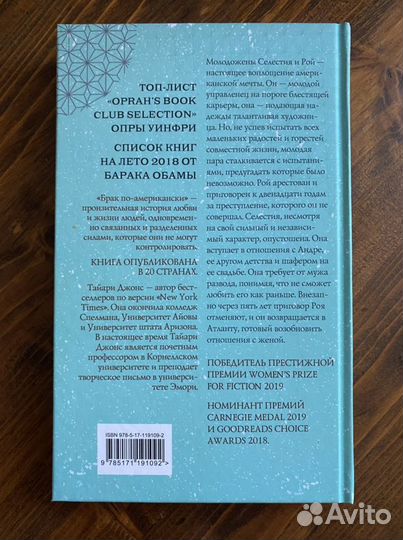 ТОП-ЛИСТ
«OPRAH'S BOOK
CLUB SELECTION»
ОПРЫ УИНФРИ
СПИСОК КНИГ
НА ЛЕТО 2018 ОТ
БАРАКА ОБАМЫ
«Брак по-американски» —
пронзительная история любви
и жизни людей, одновремен-
но связанных и разделенных
силами, которые они не могут
контролировать.
КНИГА ОПУБЛИКОВАНА
В 20 СТРАНАХ.
Тайари Джонс — автор бест-
селлеров по версии «New York
Times». Она окончила колледж
Спелмана, Университет Айовы
и Университет штата Аризона.
В настоящее время Тайари
Джонс является почетным
профессором в Корнелльском
университете и преподает
творческое письмо в универси-
тете Эмори.
ISBN 978-5-17-119109-2
9 785171 191092 >
Молодожены Селестия и Рой —
настоящее воплощение амери-
канской мечты. Он — молодой
управленец на пороге блестящей
карьеры, она — подающая на-
дежды талантливая художни-
ца. Но, не успев испытать всех
маленьких радостей и горестей
совместной жизни, молодая
пара сталкивается с испытани-
ями, предугадать которые было
невозможно. Рой арестован и
приговорен к двенадцати годам
за преступление, которого он не
совершал. Селестия, несмотря
на свой сильный и независи-
мый характер, опустошена. Она
вступает в отношения с Андре,
ее другом детства и шафером на
их свадьбе. Она требует от мужа
развода, понимая, что не сможет
любить его как раньше. Внезап-
но через пять лет приговор Роя
отменяют, и он возвращается в
Атланту, готовый возобновить
отношения с женой.
ПОБЕДИТЕЛЬ ПРЕСТИЖНОЙ
ПРЕМИИ WOMEN'S PRIZE
FOR FICTION 2019
НОМИНАНТ ПРЕМИЙ
CARNEGIE MEDAL 2019
И GOODREADS CHOICE
AWARDS 2018.
Avito